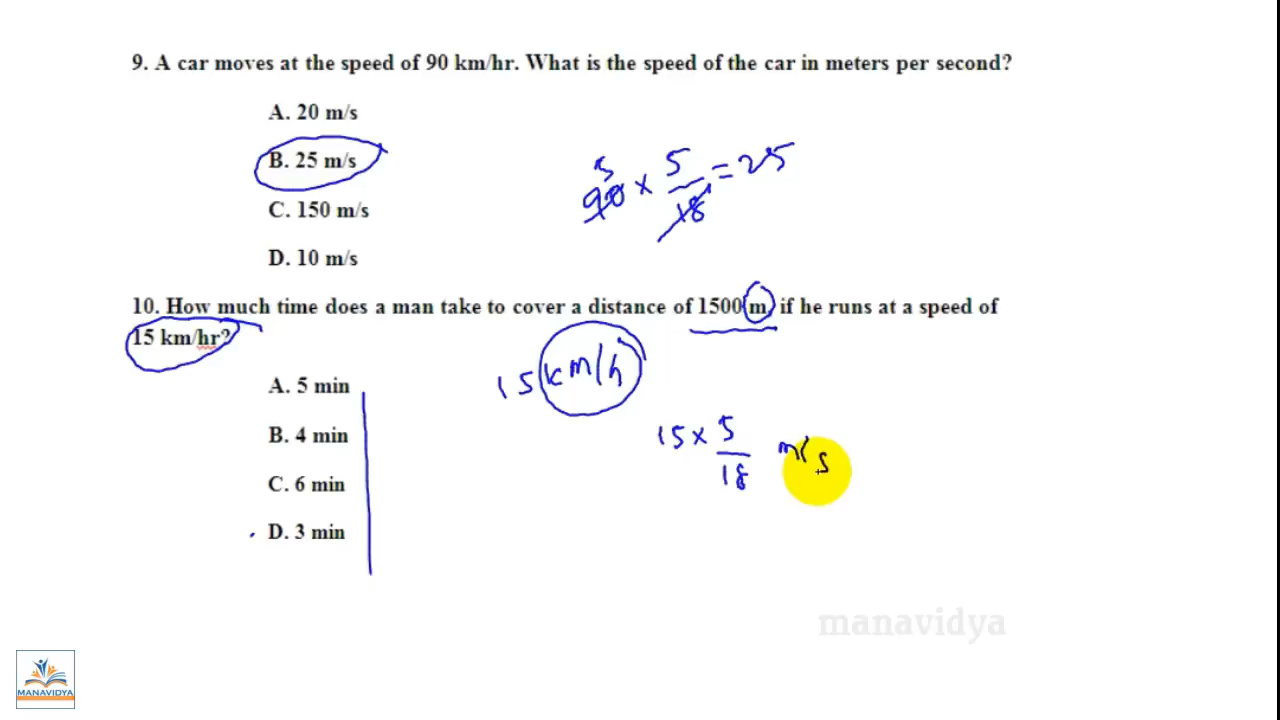 9. A car moves at the speed of 90 km/hr. What is the speed of the car in meters per second?
A. 20 m/s
B. 25 m/s
5
90 × 5/18 = 25
C. 150 m/s
D. 10 m/s
10. How much time does a man take to cover a distance of 1500 m, if he runs at a speed of
15 km/hr?
15 km/h
A. 5 min
B. 4 min
15 × 5/18 m/s
C. 6 min
D. 3 min
manavidya
MANAVIDYA